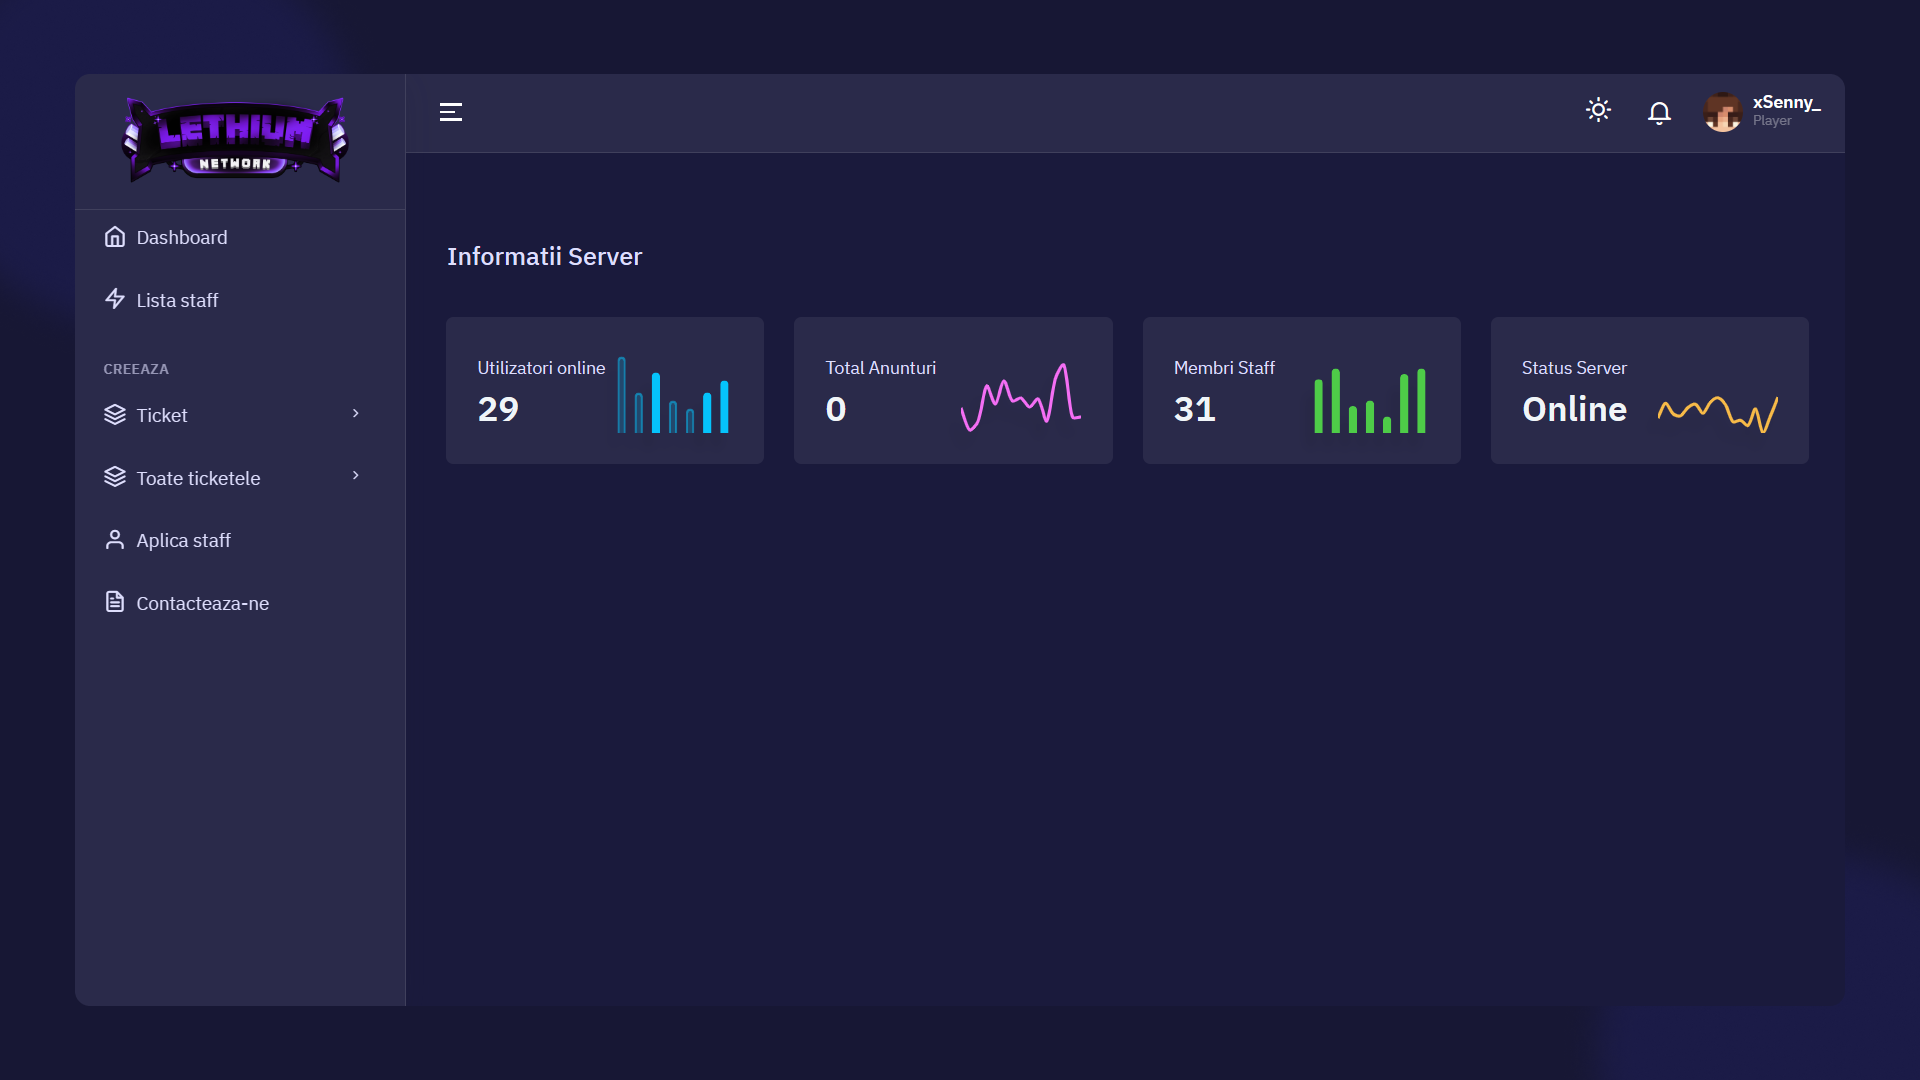 LETHIUM
NETWORK
xSenny_
Player
Dashboard
Lista staff
CREEAZA
Ticket
Toate ticketele
Aplica staff
Contacteaza-ne
Informatii Server
Utilizatori online
29
Total Anunturi
0
Membri Staff
31
Status Server
Online